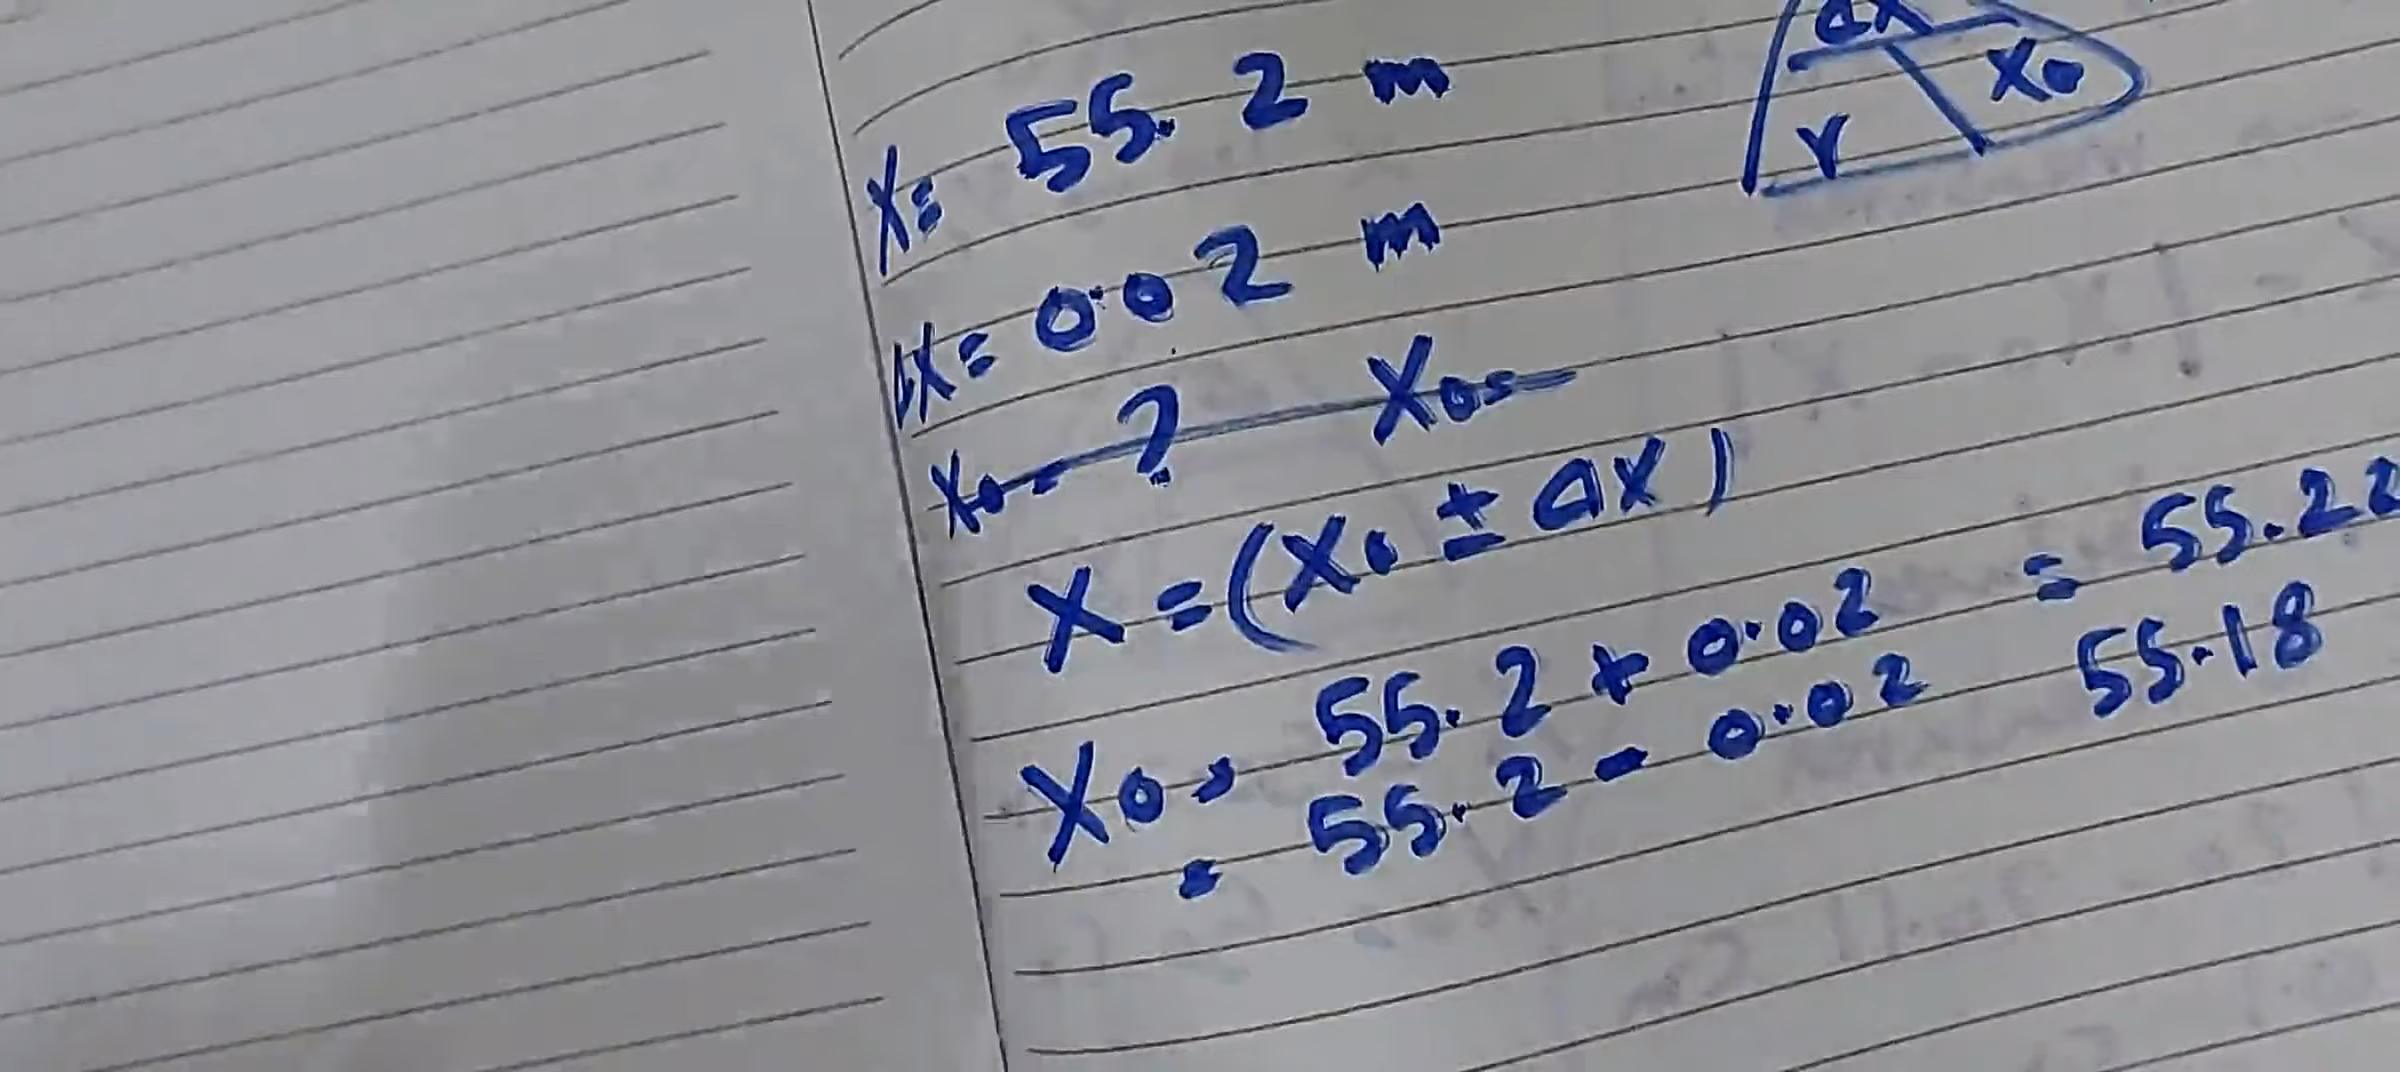 Δx
r x₀
x = 55.2 m
Δx = 0.02 m
x₀ = ? x₀ =
x = (x₀ ± Δx)
x₀ = 55.2 + 0.02 = 55.22
= 55.2 - 0.02 55.18